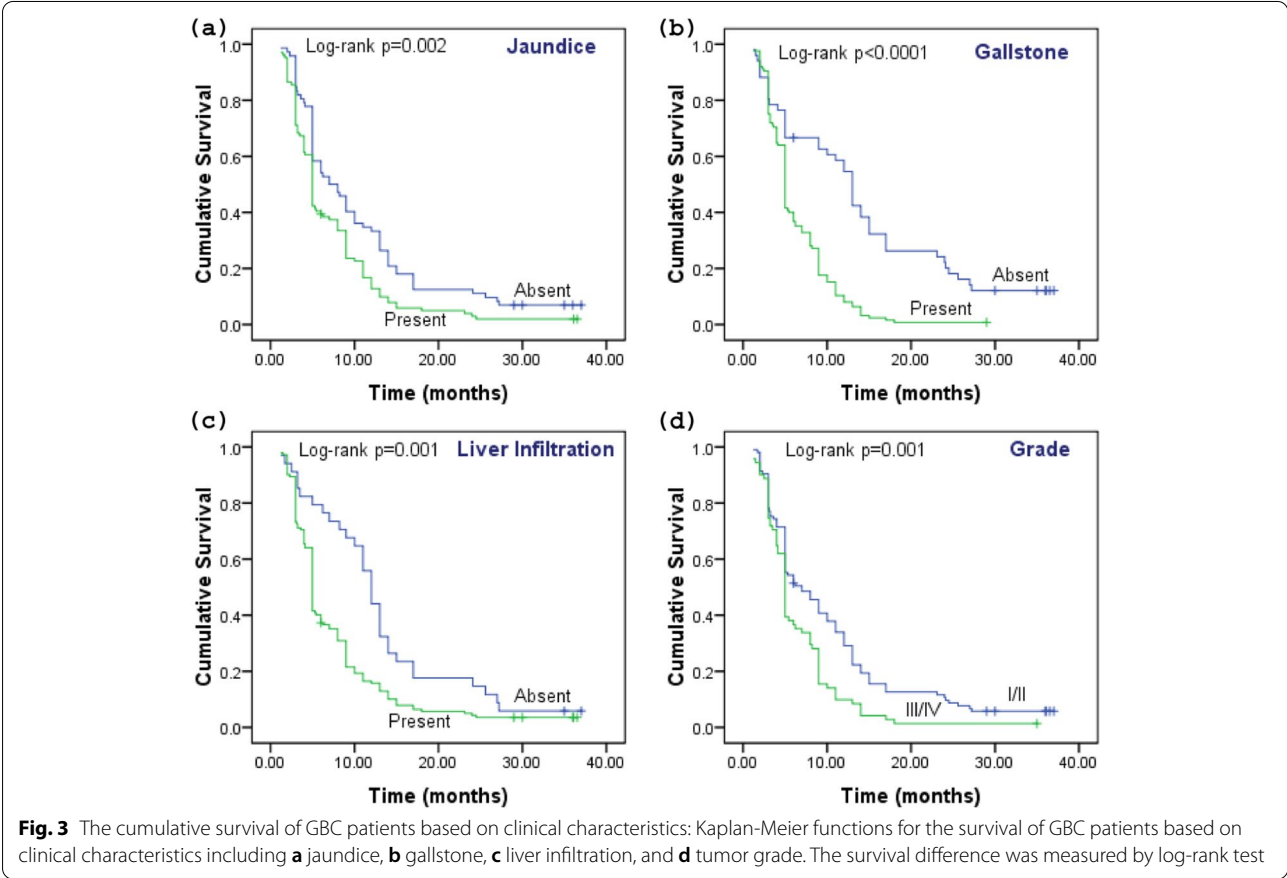 (a)
Log-rank p=0.002 Jaundice
Cumulative Survival
1.0
0.8
0.6
0.4
0.2
0.0
Absent
Present
0.00 10.00 20.00 30.00 40.00
Time (months)
(b)
Log-rank p<0.0001 Gallstone
Cumulative Survival
1.0
0.8
0.6
0.4
0.2
0.0
Absent
Present
0.00 10.00 20.00 30.00 40.00
Time (months)
(c)
Log-rank p=0.001 Liver Infiltration
Cumulative Survival
1.0
0.8
0.6
0.4
0.2
0.0
Absent
Present
0.00 10.00 20.00 30.00 40.00
Time (months)
(d)
Log-rank p=0.001 Grade
Cumulative Survival
1.0
0.8
0.6
0.4
0.2
0.0
I/II
III/IV
0.00 10.00 20.00 30.00 40.00
Time (months)
Fig. 3 The cumulative survival of GBC patients based on clinical characteristics: Kaplan-Meier functions for the survival of GBC patients based on
clinical characteristics including a jaundice, b gallstone, c liver infiltration, and d tumor grade. The survival difference was measured by log-rank test